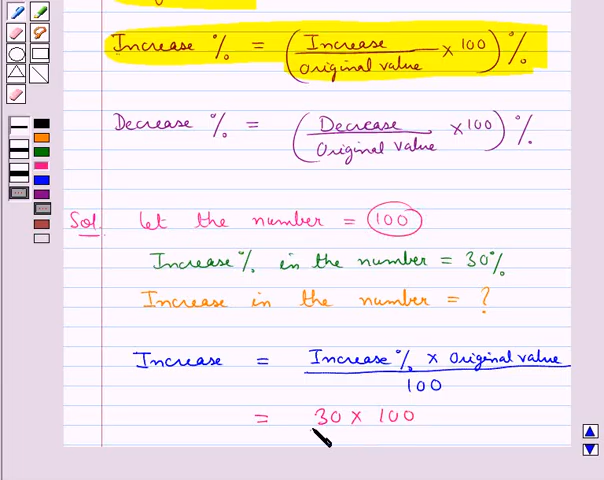 Increase % = (Increase / Original value × 100) %
Decrease % = (Decrease / Original value × 100) %
Sol. Let the number = 100
Increase % in the number = 30%
Increase in the number = ?
Increase = Increase % × Original value / 100
= 30 × 100